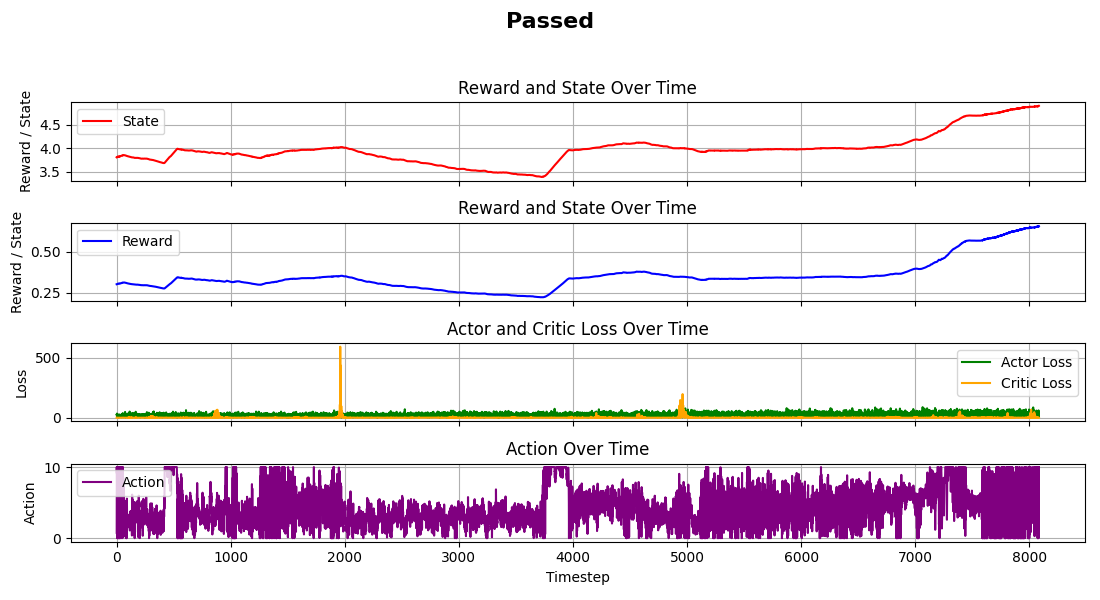 Passed
Reward and State Over Time
Reward / State
4.5
4.0
3.5
State
Reward and State Over Time
Reward / State
0.50
0.25
Reward
Actor and Critic Loss Over Time
Loss
500
0
Actor Loss
Critic Loss
Action Over Time
Action
10
0
Action
0 1000 2000 3000 4000 5000 6000 7000 8000
Timestep